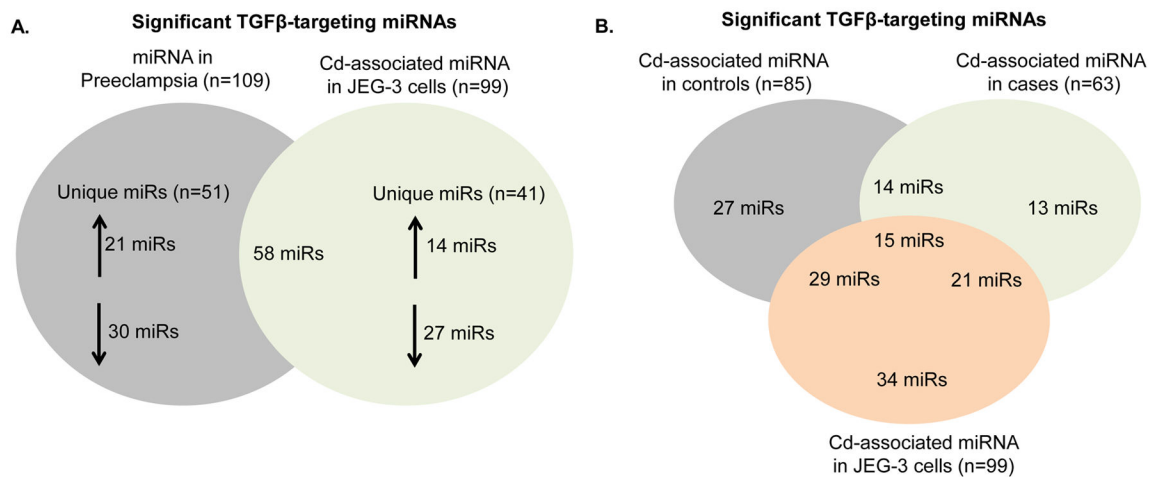 A.
Significant TGFβ-targeting miRNAs
miRNA in
Preeclampsia (n=109)
Cd-associated miRNA
in JEG-3 cells (n=99)
Unique miRs (n=51)
21 miRs
30 miRs
58 miRs
Unique miRs (n=41)
14 miRs
27 miRs
B.
Significant TGFβ-targeting miRNAs
Cd-associated miRNA
in controls (n=85)
Cd-associated miRNA
in cases (n=63)
14 miRs
27 miRs
13 miRs
15 miRs
29 miRs
21 miRs
34 miRs
Cd-associated miRNA
in JEG-3 cells (n=99)